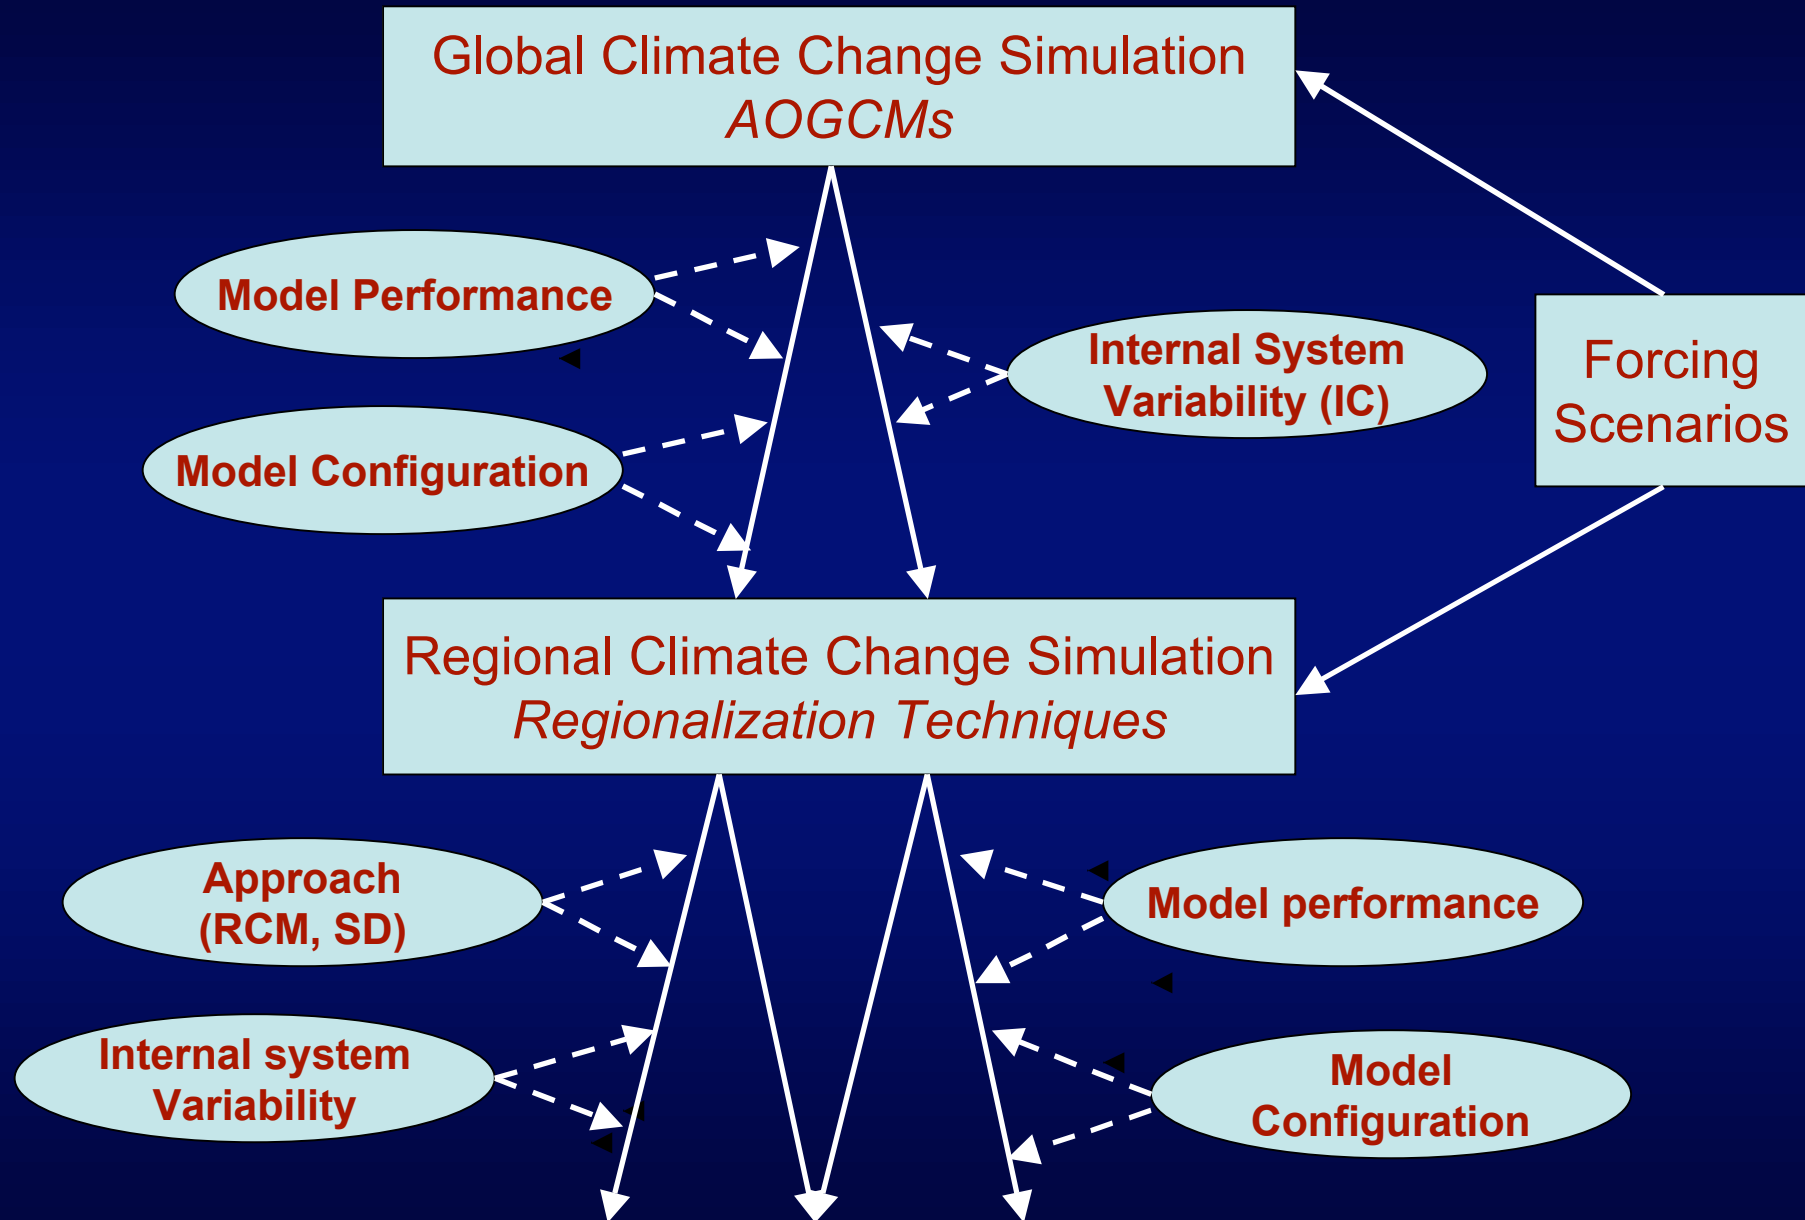 Global Climate Change Simulation
AOGCMs
Model Performance
Internal System
Variability (IC)
Forcing
Scenarios
Model Configuration
Regional Climate Change Simulation
Regionalization Techniques
Approach
(RCM, SD)
Model performance
Internal system
Variability
Model
Configuration